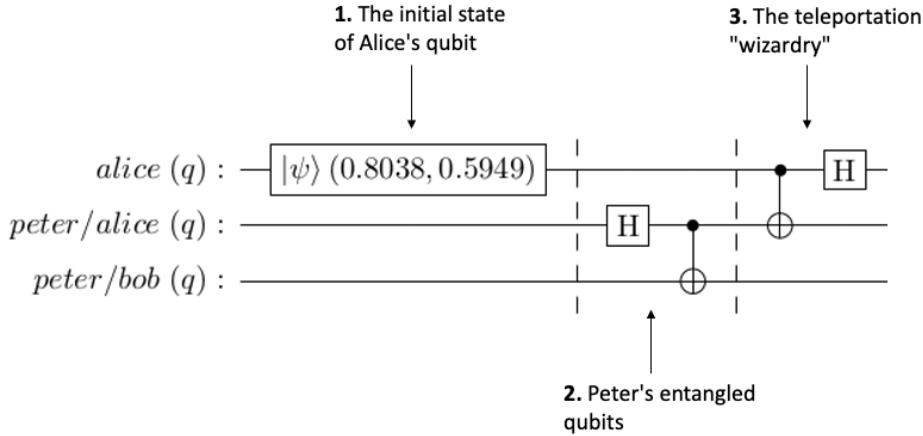 1. The initial state
of Alice's qubit
3. The teleportation
"wizardry"
alice (q) :
|ψ⟩ (0.8038, 0.5949)
H
peter/alice (q) :
H
peter/bob (q) :
2. Peter's entangled
qubits